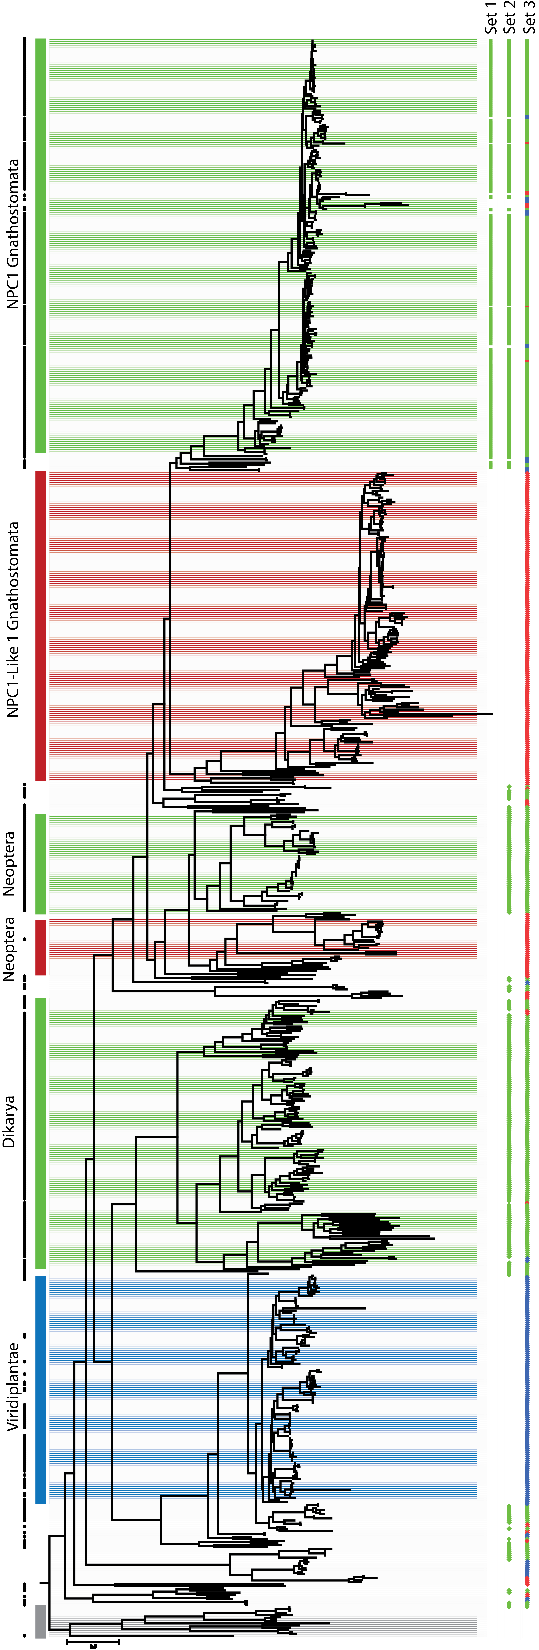 Set 1
Set 2
Set 3
NPC1 Gnathostomata
NPC1-Like 1 Gnathostomata
Neoptera
Neoptera
Dikarya
Viridiplantae